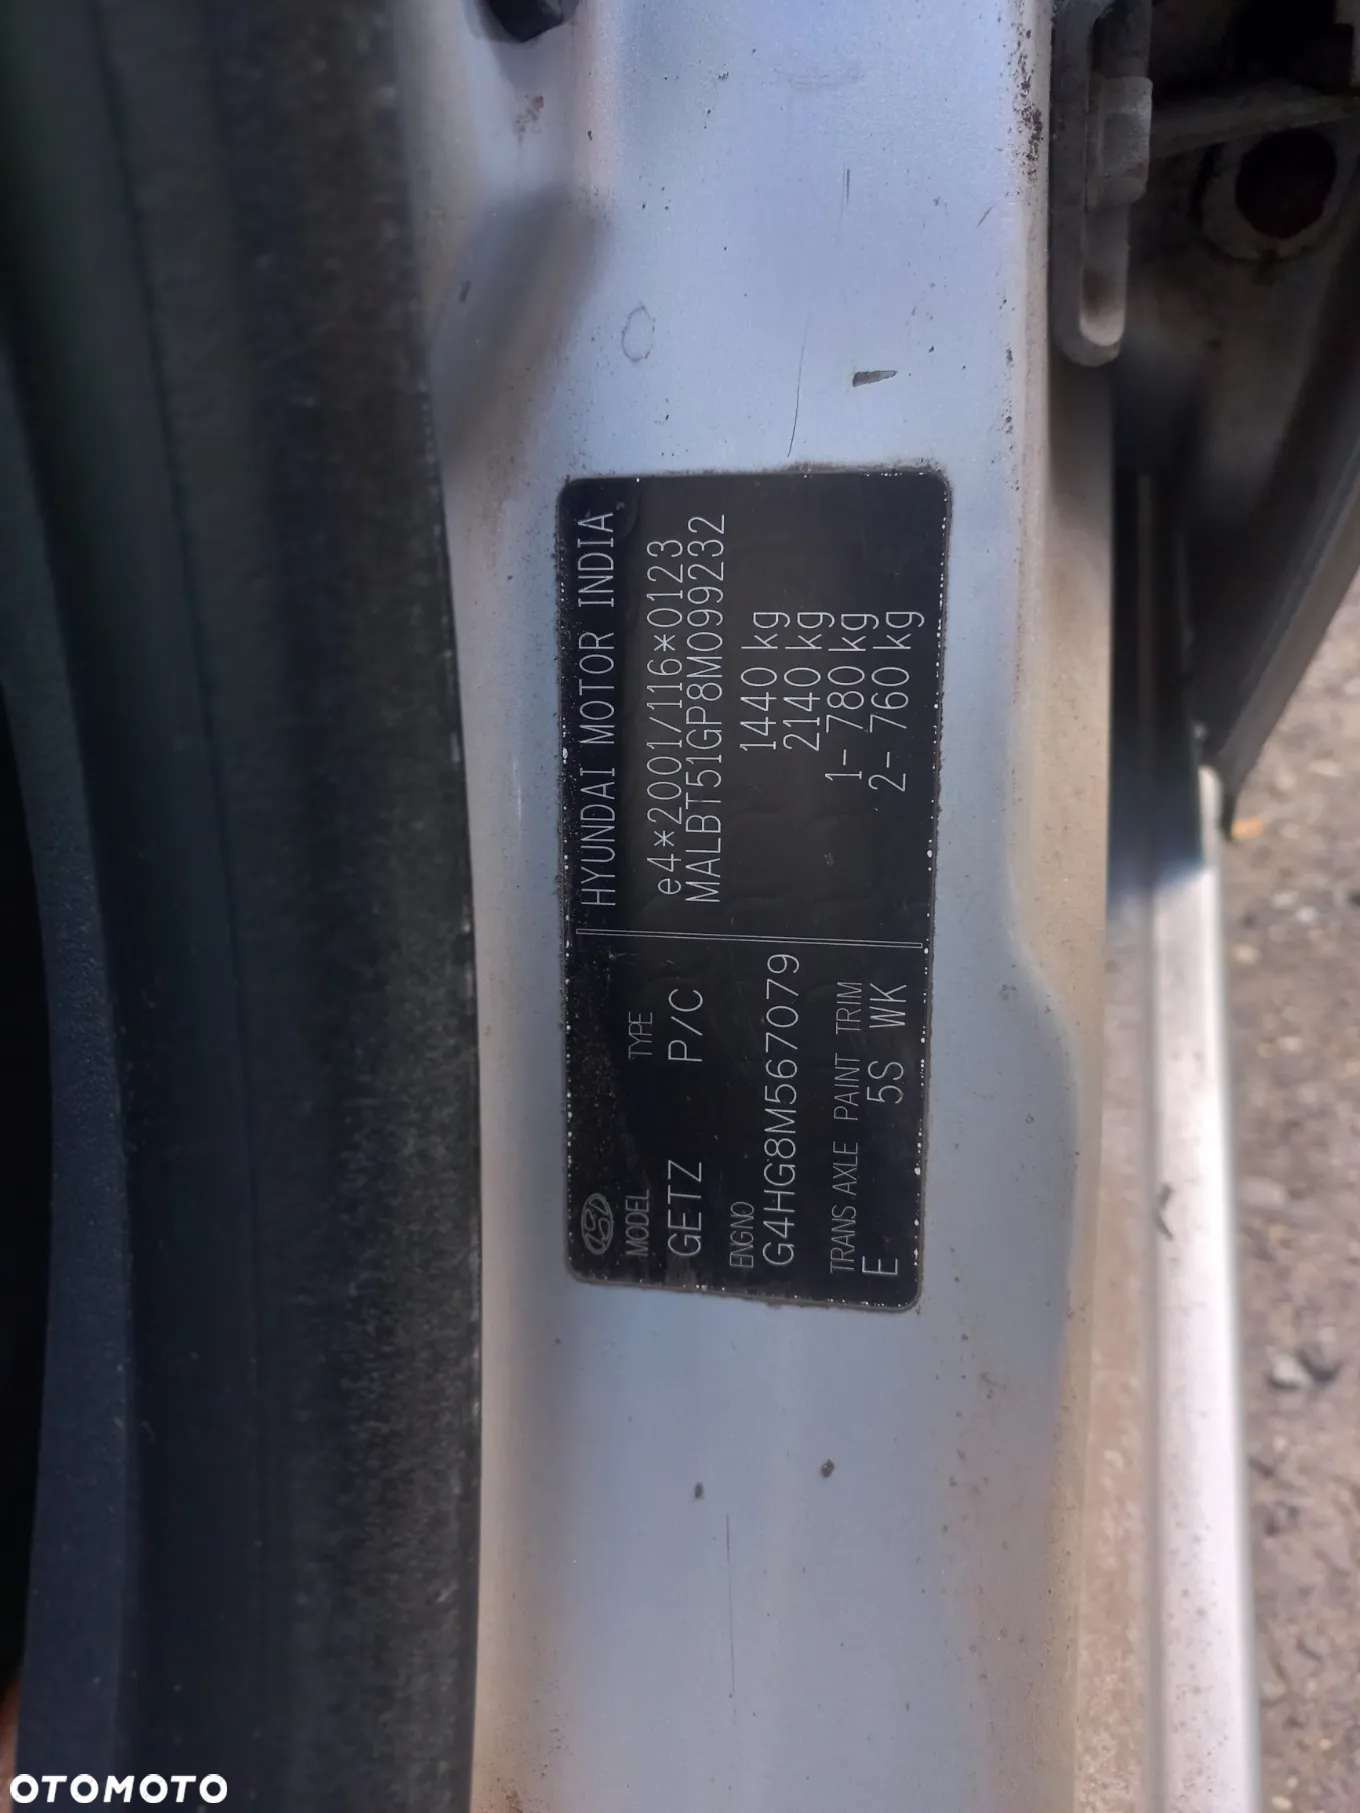 HYUNDAI MOTOR INDIA
MODEL TYPE
GETZ P/C
e4*2001/116*0123
MALBT51GP8M099232
ENGNO
G4HG8M567079
1440 kg
2140 kg
1- 780 kg
2- 760 kg
TRANS AXLE PAINT TRIM
E 5S WK
OTOMOTO